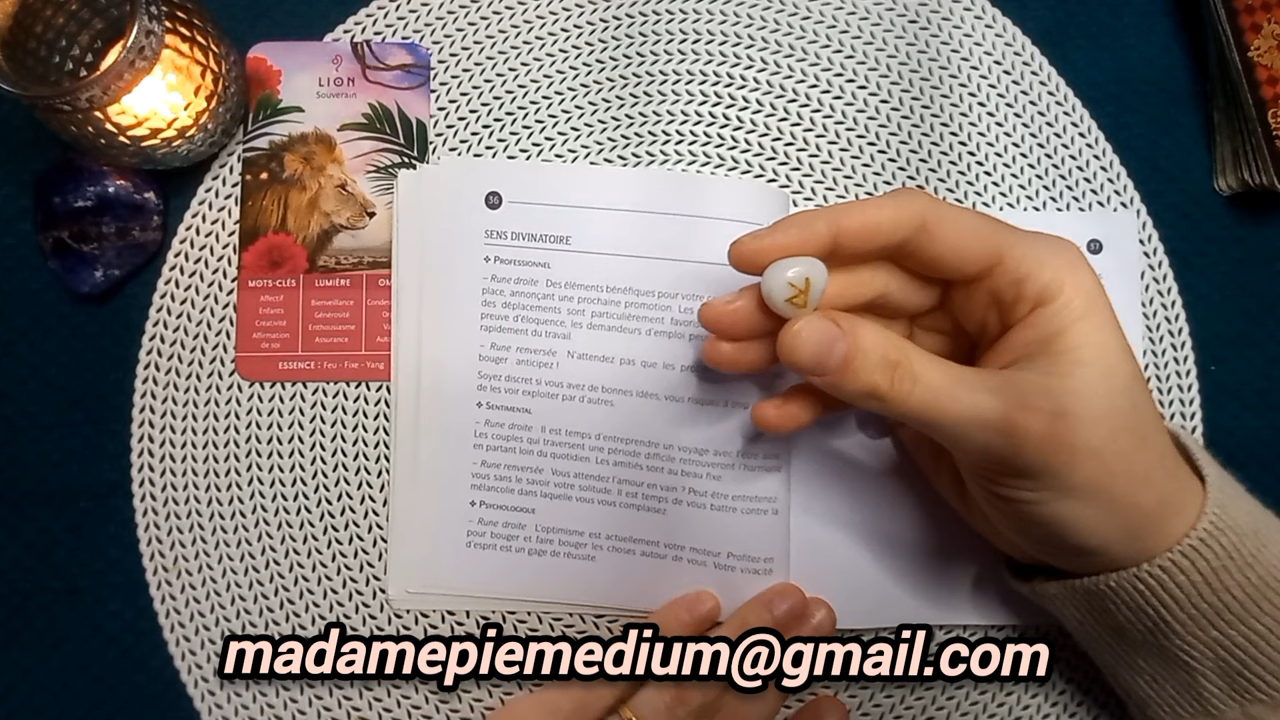 LION
Souverain
MOTS-CLÉS
Affectif
Enfants
Créativité
Affirmation
de soi
LUMIÈRE
Bienveillance
Générosité
Enthousiasme
Assurance
ESSENCE : Feu - Fixe - Yang
36
SENS DIVINATOIRE
❖ PROFESSIONNEL
– Rune droite : Des éléments bénéfiques pour votre
place, annonçant une prochaine promotion. Les
des déplacements sont particulièrement
preuve d'éloquence, les demandeurs d'emploi
rapidement du travail.
– Rune renversée : N'attendez pas que les
bouger : anticipez !
Soyez discret si vous avez de bonnes idées, vous risquez
de les voir exploiter par d'autres.
❖ SENTIMENTAL
– Rune droite : Il est temps d'entreprendre un voyage avec l'être
Les couples qui traversent une période difficile retrouveront l'harmonie
en partant loin du quotidien. Les amitiés sont au beau fixe.
– Rune renversée : Vous attendez l'amour en vain ? Peut-être entretenez
vous sans le savoir votre solitude. Il est temps de vous battre contre la
mélancolie dans laquelle vous vous complaisez.
❖ PSYCHOLOGIQUE
– Rune droite : L'optimisme est actuellement votre moteur. Profitez-en
pour bouger et faire bouger les choses autour de vous. Votre vivacité
d'esprit est un gage de réussite.
37
madamepiemedium@gmail.com